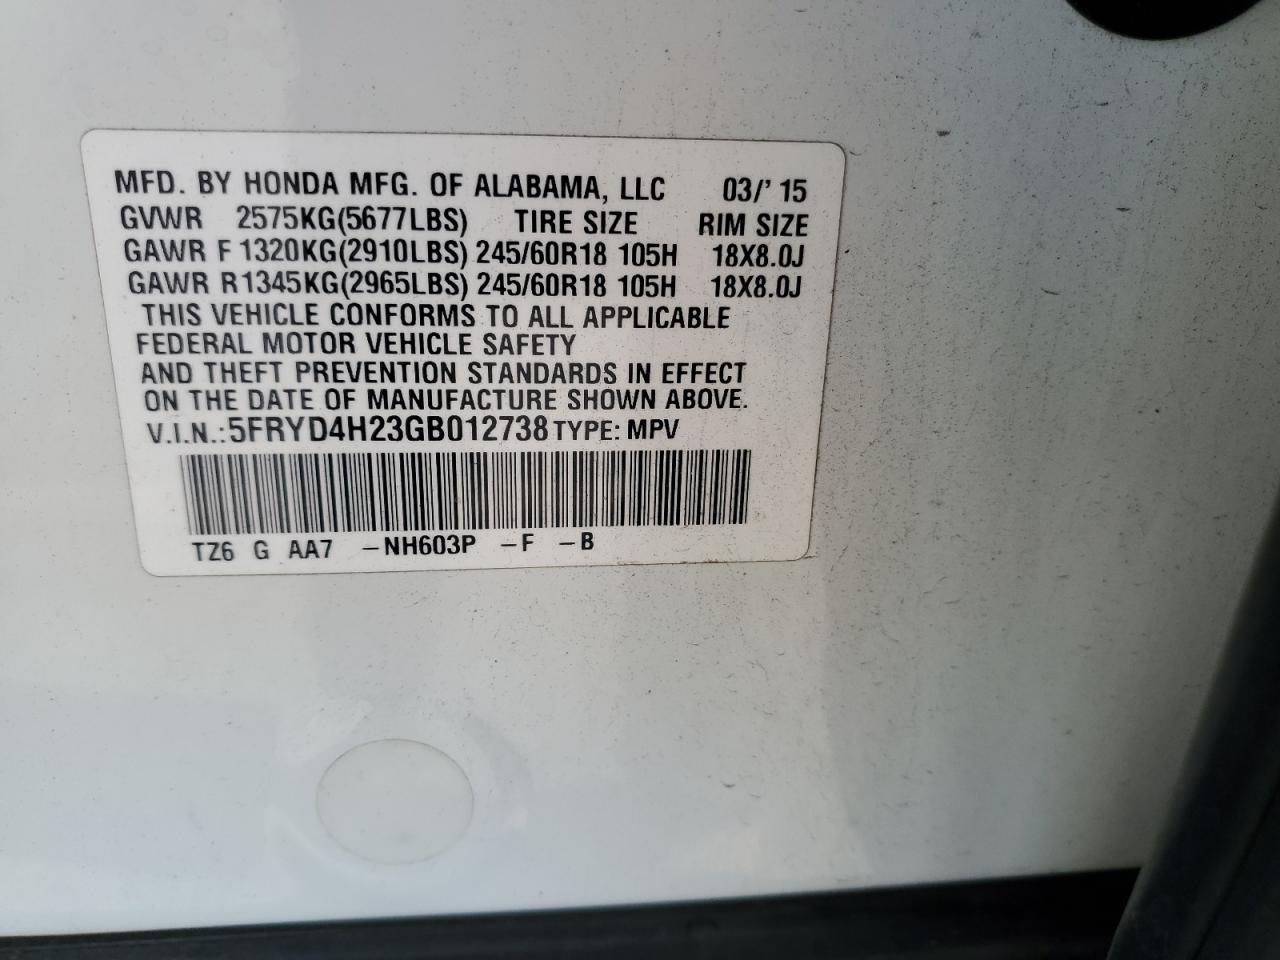 MFD. BY HONDA MFG. OF ALABAMA, LLC 03/' 15
GVWR 2575KG(5677LBS) TIRE SIZE RIM SIZE
GAWR F 1320KG(2910LBS) 245/60R18 105H 18X8.0J
GAWR R1345KG(2965LBS) 245/60R18 105H 18X8.0J
THIS VEHICLE CONFORMS TO ALL APPLICABLE
FEDERAL MOTOR VEHICLE SAFETY
AND THEFT PREVENTION STANDARDS IN EFFECT
ON THE DATE OF MANUFACTURE SHOWN ABOVE.
V.I.N.:5FRYD4H23GB012738 TYPE: MPV
TZ6 G AA7 -NH603P -F -B